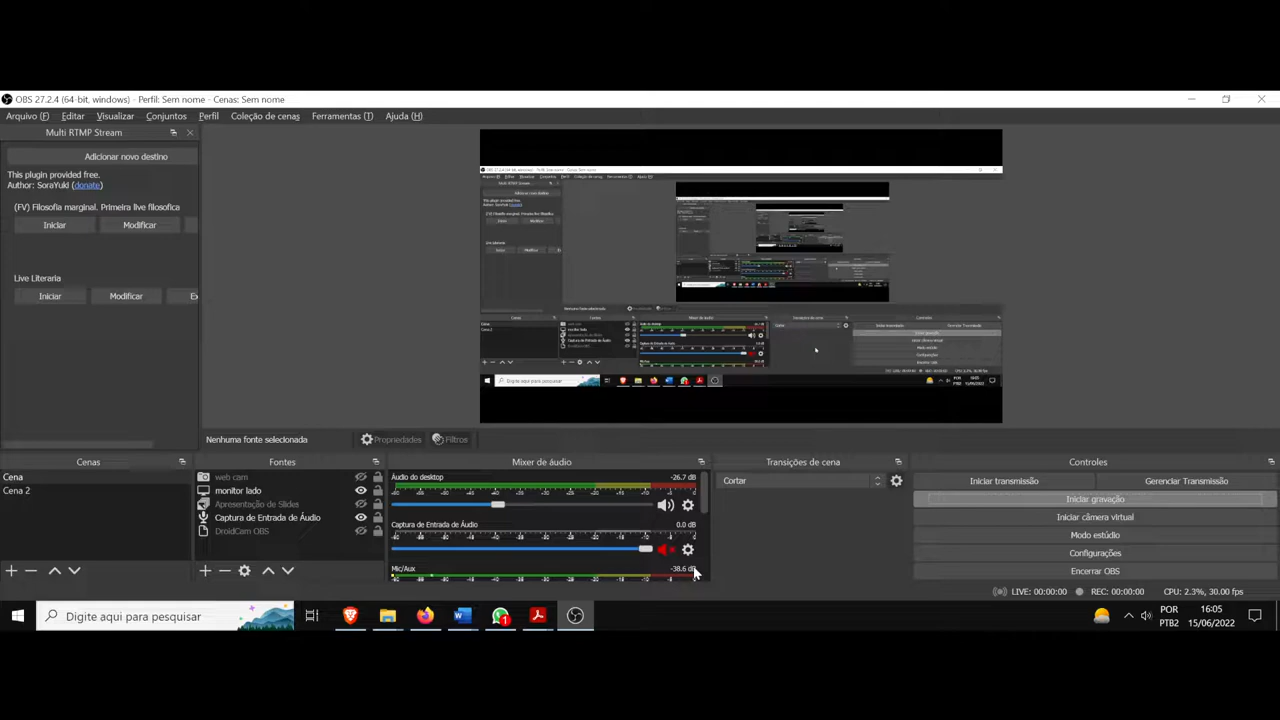 OBS 27.2.4 (64-bit, windows) - Perfil: Sem nome - Cenas: Sem nome
Arquivo (F) Editar Visualizar Conjuntos Perfil Coleção de cenas Ferramentas (T) Ajuda (H)
Multi RTMP Stream
Adicionar novo destino
This plugin provided free.
Author: SoraYuki (donate)
(FV) Filosofia marginal. Primeira live filosofica
Iniciar Modificar
Live Literaria
Iniciar Modificar Ex
Nenhuma fonte selecionada Propriedades Filtros
Cenas
Cena
Cena 2
Fontes
web cam
monitor lado
Apresentação de Slides
Captura de Entrada de Áudio
DroidCam OBS
Mixer de áudio
Áudio do desktop -26.7 dB
Captura de Entrada de Áudio 0.0 dB
Mic/Aux -38.6 dB
Transições de cena
Cortar
Controles
Iniciar transmissão Gerenciar Transmissão
Iniciar gravação
Iniciar câmera virtual
Modo estúdio
Configurações
Encerrar OBS
LIVE: 00:00:00 REC: 00:00:00 CPU: 2.3%, 30.00 fps
Digite aqui para pesquisar
1
POR
PTB2
16:05
15/06/2022